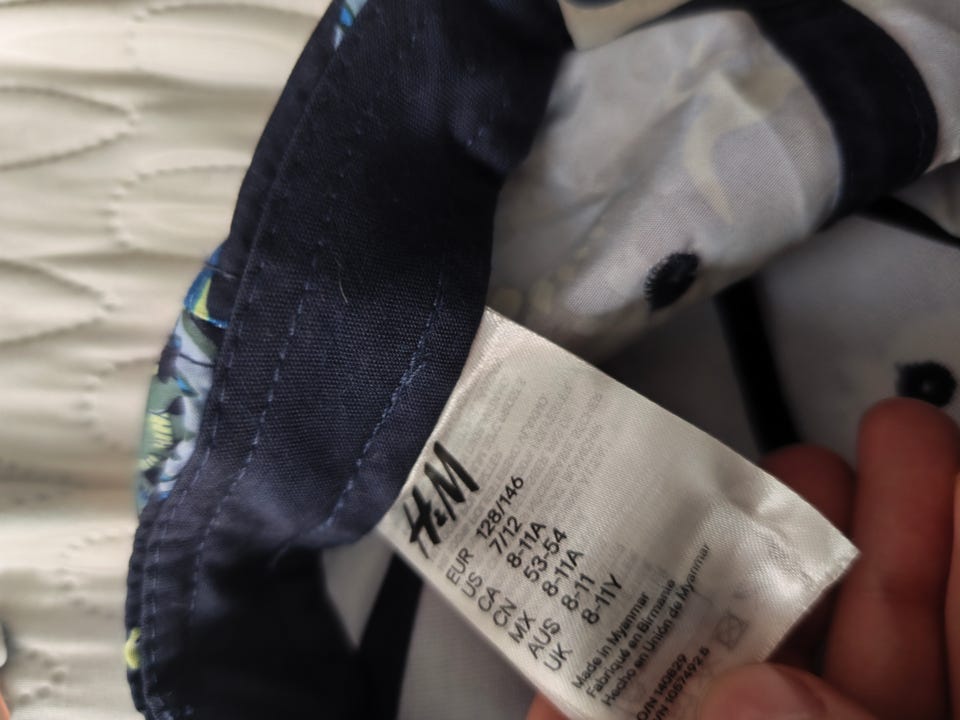 H&M
EUR 128/146
US 7/12
CA 8-11A
CN 53-54
MX 8-11A
AUS 8-11
UK 8-11Y
Made in Myanmar
Fabriqué en Birmanie
Hecho en Unión de Myanmar